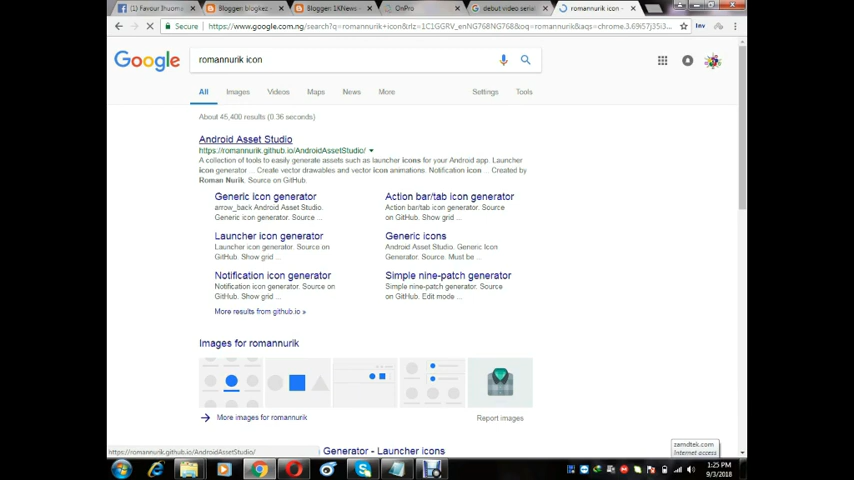 (1) Favour Ihuom
Blogger: blogkez -
Blogger: 1KNews -
OnPro
debut video serial
romannurik icon -
Secure
https://www.google.com.ng/search?q=romannurik+icon&rlz=1C1GGRV_enNG768NG768&oq=romannurik&aqs=chrome.3.69i57j35i3...
Inv
ABP
Google
romannurik icon
All
Images
Videos
Maps
News
More
Settings
Tools
About 45,400 results (0.36 seconds)
Android Asset Studio
https://romannurik.github.io/AndroidAssetStudio/
A collection of tools to easily generate assets such as launcher icons for your Android app. Launcher
icon generator ... Create vector drawables and vector icon animations. Notification icon ... Created by
Roman Nurik. Source on GitHub.
Generic icon generator
arrow_back Android Asset Studio.
Generic icon generator. Source ...
Action bar/tab icon generator
Action bar/tab icon generator. Source
on GitHub. Show grid ...
Launcher icon generator
Launcher icon generator. Source on
GitHub. Show grid ...
Generic icons
Android Asset Studio. Generic Icon
Generator. Source. Must be ...
Notification icon generator
Notification icon generator. Source on
GitHub. Show grid ...
Simple nine-patch generator
Simple nine-patch generator. Source
on GitHub. Edit mode ...
More results from github.io »
Images for romannurik
More images for romannurik
Report images
https://romannurik.github.io/AndroidAssetStudio/
Generator - Launcher icons
zamdtek.com
Internet access
1:25 PM
9/3/2018